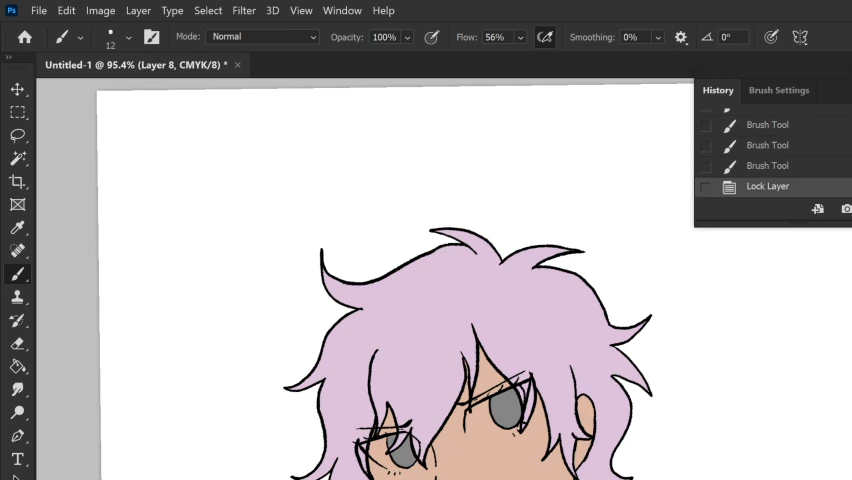 Ps File Edit Image Layer Type Select Filter 3D View Window Help
12 Mode: Normal Opacity: 100% Flow: 56% Smoothing: 0% 0°
Untitled-1 @ 95.4% (Layer 8, CMYK/8) * ×
History Brush Settings
Brush Tool
Brush Tool
Brush Tool
Lock Layer